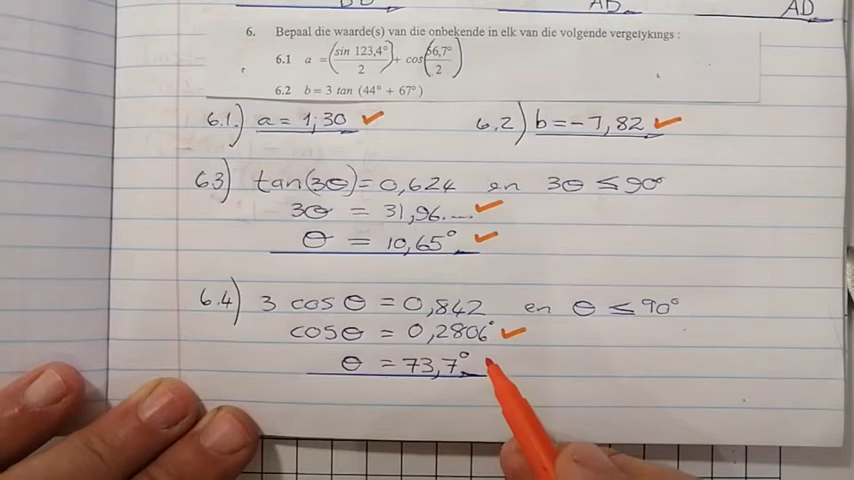 AD
AD
6. Bepaal die waarde(s) van die onbekende in elk van die volgende vergelykings :
6.1 a = (sin 123,4° / 2) + cos(56,7° / 2)
6.2 b = 3 tan (44° + 67°)
6.1.) a = 1,30 ✓
6.2) b = -7,82 ✓
6.3) tan(3θ) = 0,624 en 3θ ≤ 90°
3θ = 31,96.... ✓
θ = 10,65° ✓
6.4) 3 cos θ = 0,842 en θ ≤ 90°
cos θ = 0,2806° ✓
θ = 73,7°